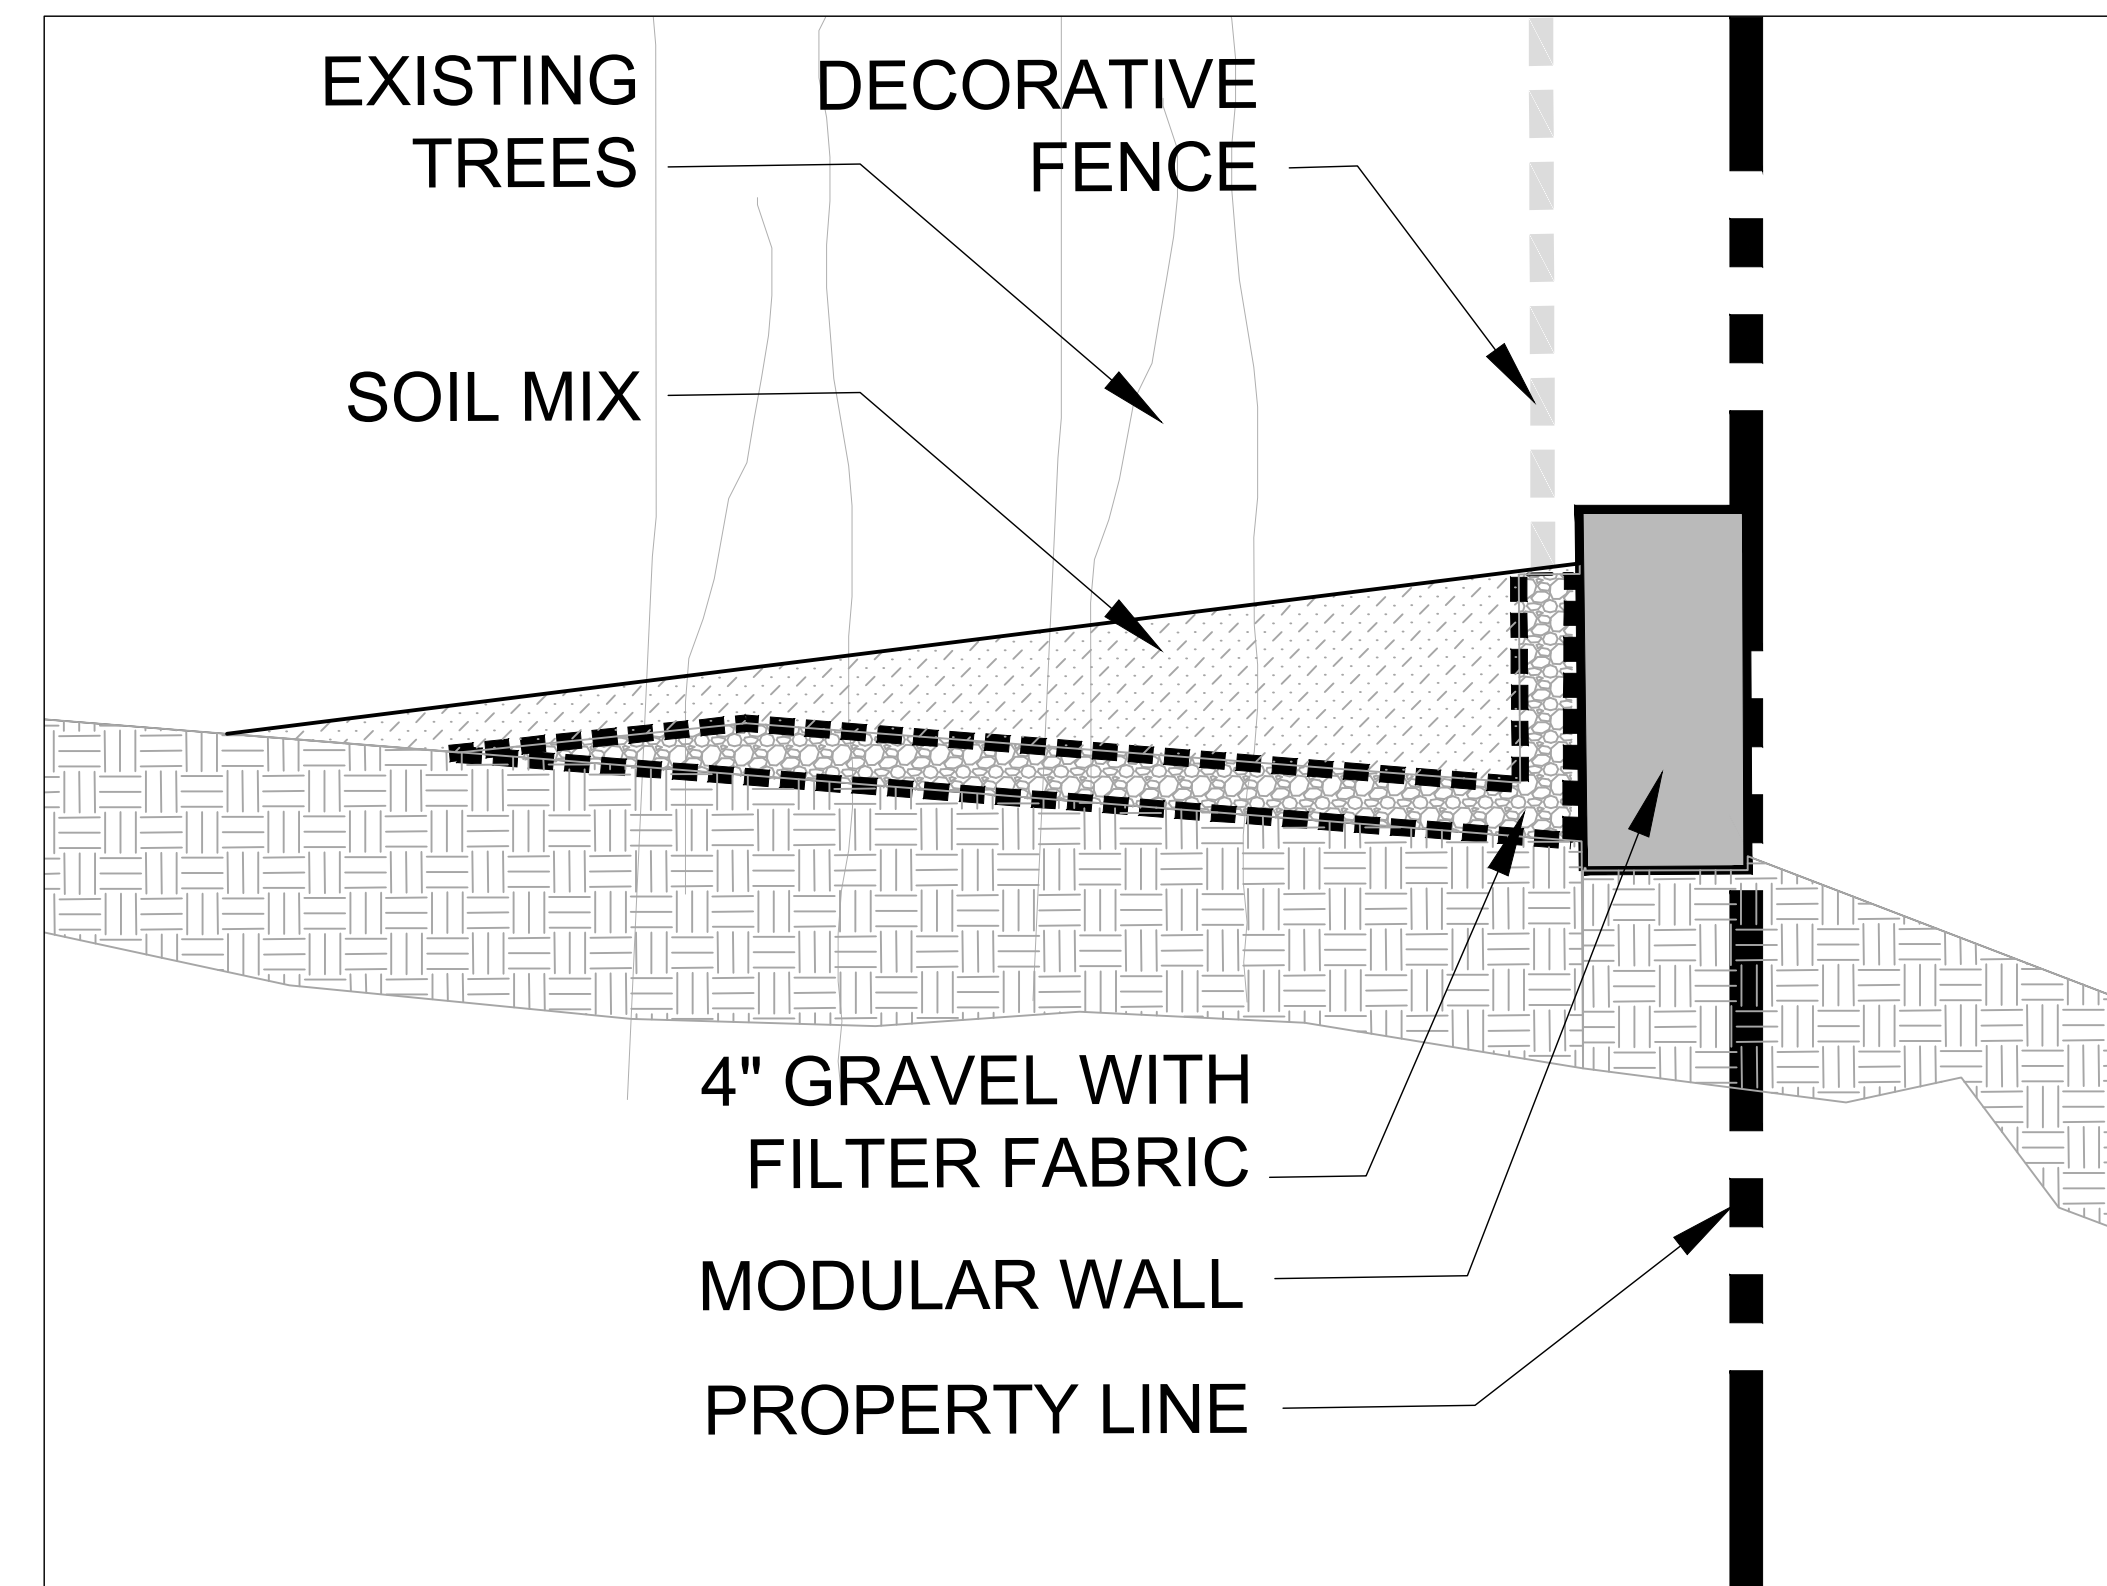 EXISTING
TREES
DECORATIVE
FENCE
SOIL MIX
4" GRAVEL WITH
FILTER FABRIC
MODULAR WALL
PROPERTY LINE